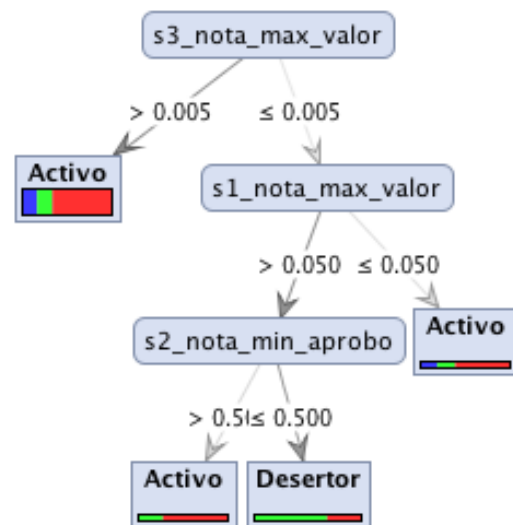 s3_nota_max_valor
> 0.005
≤ 0.005
Activo
s1_nota_max_valor
> 0.050
≤ 0.050
s2_nota_min_aprobo
Activo
≤ 0.500
Activo
Desertor